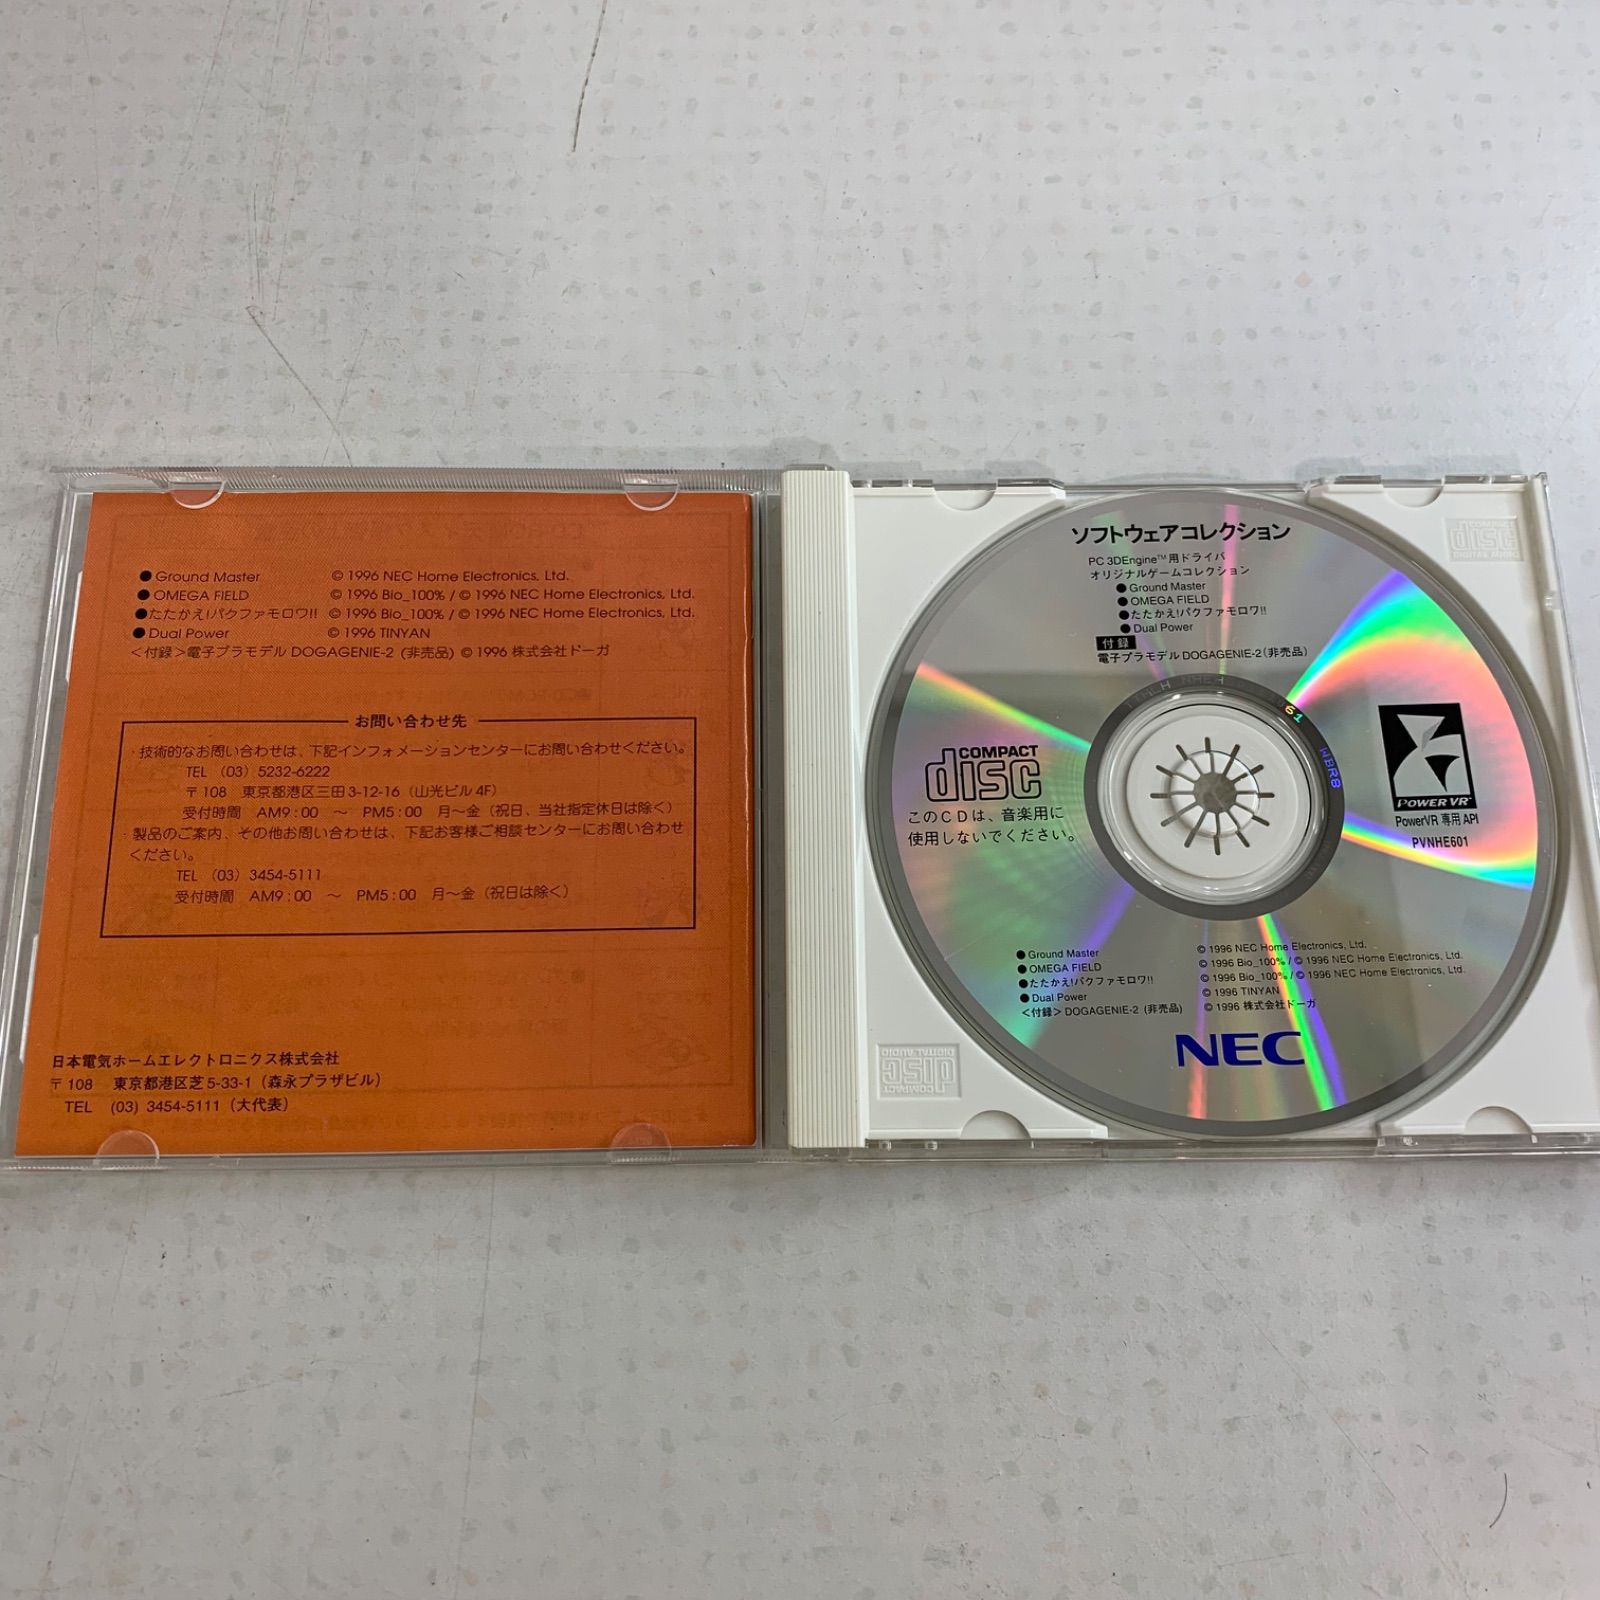 ● Ground Master © 1996 NEC Home Electronics, Ltd.
● OMEGA FIELD © 1996 Bio_100% / © 1996 NEC Home Electronics, Ltd.
●たたかえ!パクファモロワ!! © 1996 Bio_100% / © 1996 NEC Home Electronics, Ltd.
● Dual Power © 1996 TINYAN
<付録>電子プラモデル DOGAGENIE-2 (非売品) © 1996 株式会社ドーガ
お問い合わせ先
・技術的なお問い合わせは、下記インフォメーションセンターにお問い合わせください。
TEL (03) 5232-6222
〒108 東京都港区三田3-12-16(山光ビル4F)
受付時間 AM9:00 ～ PM5:00 月～金(祝日、当社指定休日は除く)
・製品のご案内、その他お問い合わせは、下記お客様ご相談センターにお問い合わせ
ください。
TEL (03) 3454-5111
受付時間 AM9:00 ～ PM5:00 月～金(祝日は除く)
日本電気ホームエレクトロニクス株式会社
〒108 東京都港区芝5-33-1(森永プラザビル)
TEL (03) 3454-5111(大代表)
ソフトウェアコレクション
PC 3DEngine™用ドライバ
オリジナルゲームコレクション
● Ground Master
● OMEGA FIELD
●たたかえ!パクファモロワ!!
● Dual Power
付録
電子プラモデル DOGAGENIE-2(非売品)
COMPACT
disc
このCDは、音楽用に
使用しないでください。
POWER VR™
PowerVR 専用 API
PVNHE601
● Ground Master © 1996 NEC Home Electronics, Ltd.
● OMEGA FIELD © 1996 Bio_100% / © 1996 NEC Home Electronics, Ltd.
●たたかえ!パクファモロワ!! © 1996 Bio_100% / © 1996 NEC Home Electronics, Ltd.
● Dual Power © 1996 TINYAN
<付録> DOGAGENIE-2 (非売品) © 1996 株式会社ドーガ
NEC
COMPACT
disc
DIGITAL AUDIO
COMPACT
disc
DIGITAL AUDIO